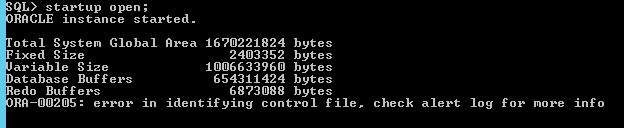 SQL> startup open;
ORACLE instance started.
Total System Global Area 1670221824 bytes
Fixed Size 2403352 bytes
Variable Size 1006633960 bytes
Database Buffers 654311424 bytes
Redo Buffers 6873088 bytes
ORA-00205: error in identifying control file, check alert log for more info